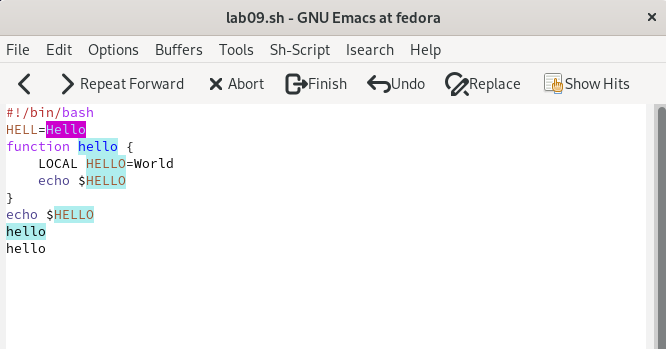 lab09.sh - GNU Emacs at fedora
File Edit Options Buffers Tools Sh-Script Isearch Help
Repeat Forward Abort Finish Undo Replace Show Hits
#!/bin/bash
HELL=Hello
function hello {
    LOCAL HELLO=World
    echo $HELLO
}
echo $HELLO
hello
hello